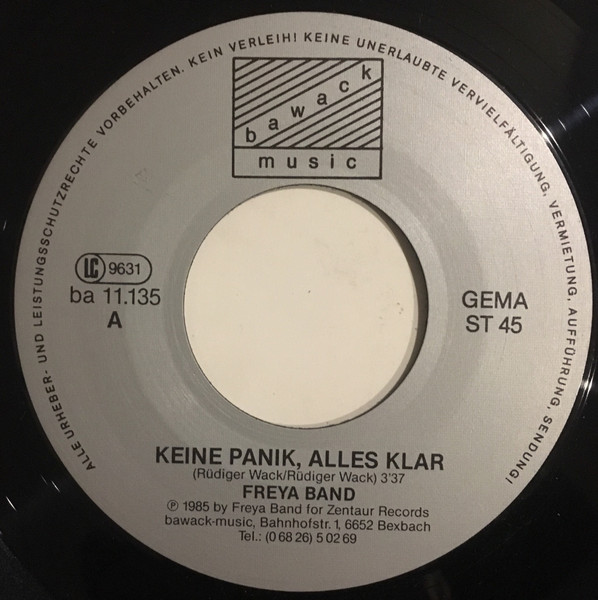 ALLE URHEBER- UND LEISTUNGSSCHUTZRECHTE VORBEHALTEN. KEIN VERLEIH! KEINE UNERLAUBTE VERVIELFÄLTIGUNG, VERMIETUNG, AUFFÜHRUNG, SENDUNG!
bawack
music
LC 9631
ba 11.135
A
GEMA
ST 45
KEINE PANIK, ALLES KLAR
(Rüdiger Wack/Rüdiger Wack) 3'37
FREYA BAND
℗ 1985 by Freya Band for Zentaur Records
bawack-music, Bahnhofstr. 1, 6652 Bexbach
Tel.: (0 68 26) 5 02 69